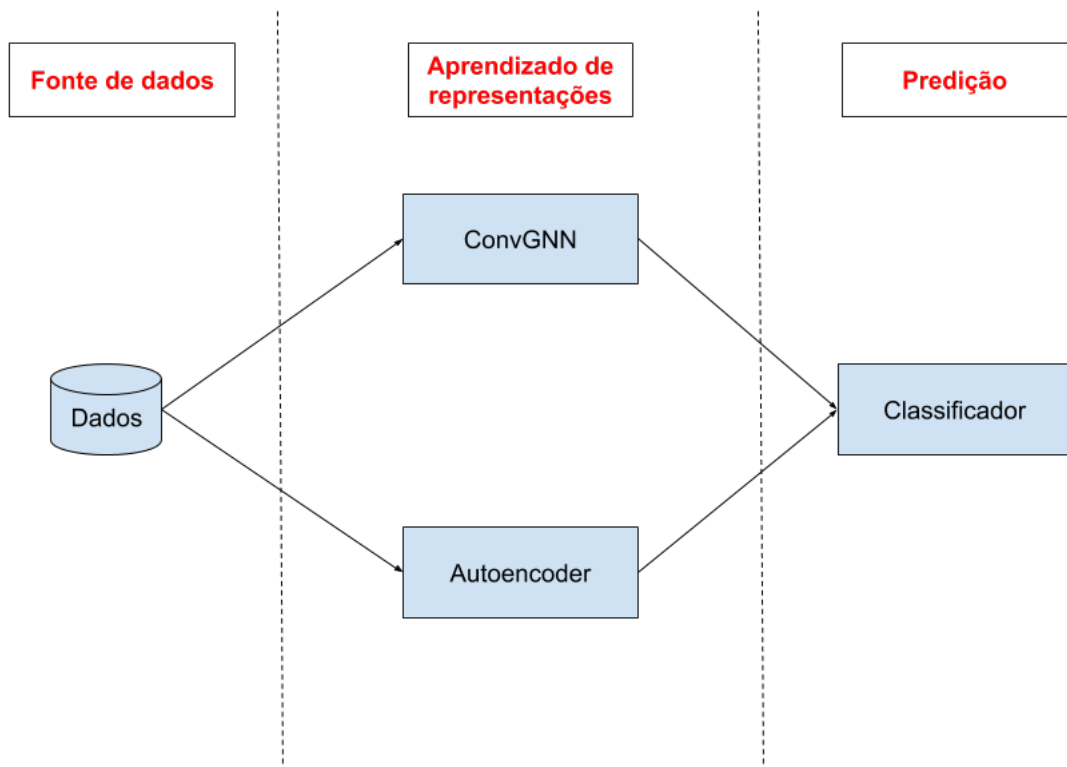 Fonte de dados
Aprendizado de
representações
Predição
ConvGNN
Dados
Classificador
Autoencoder